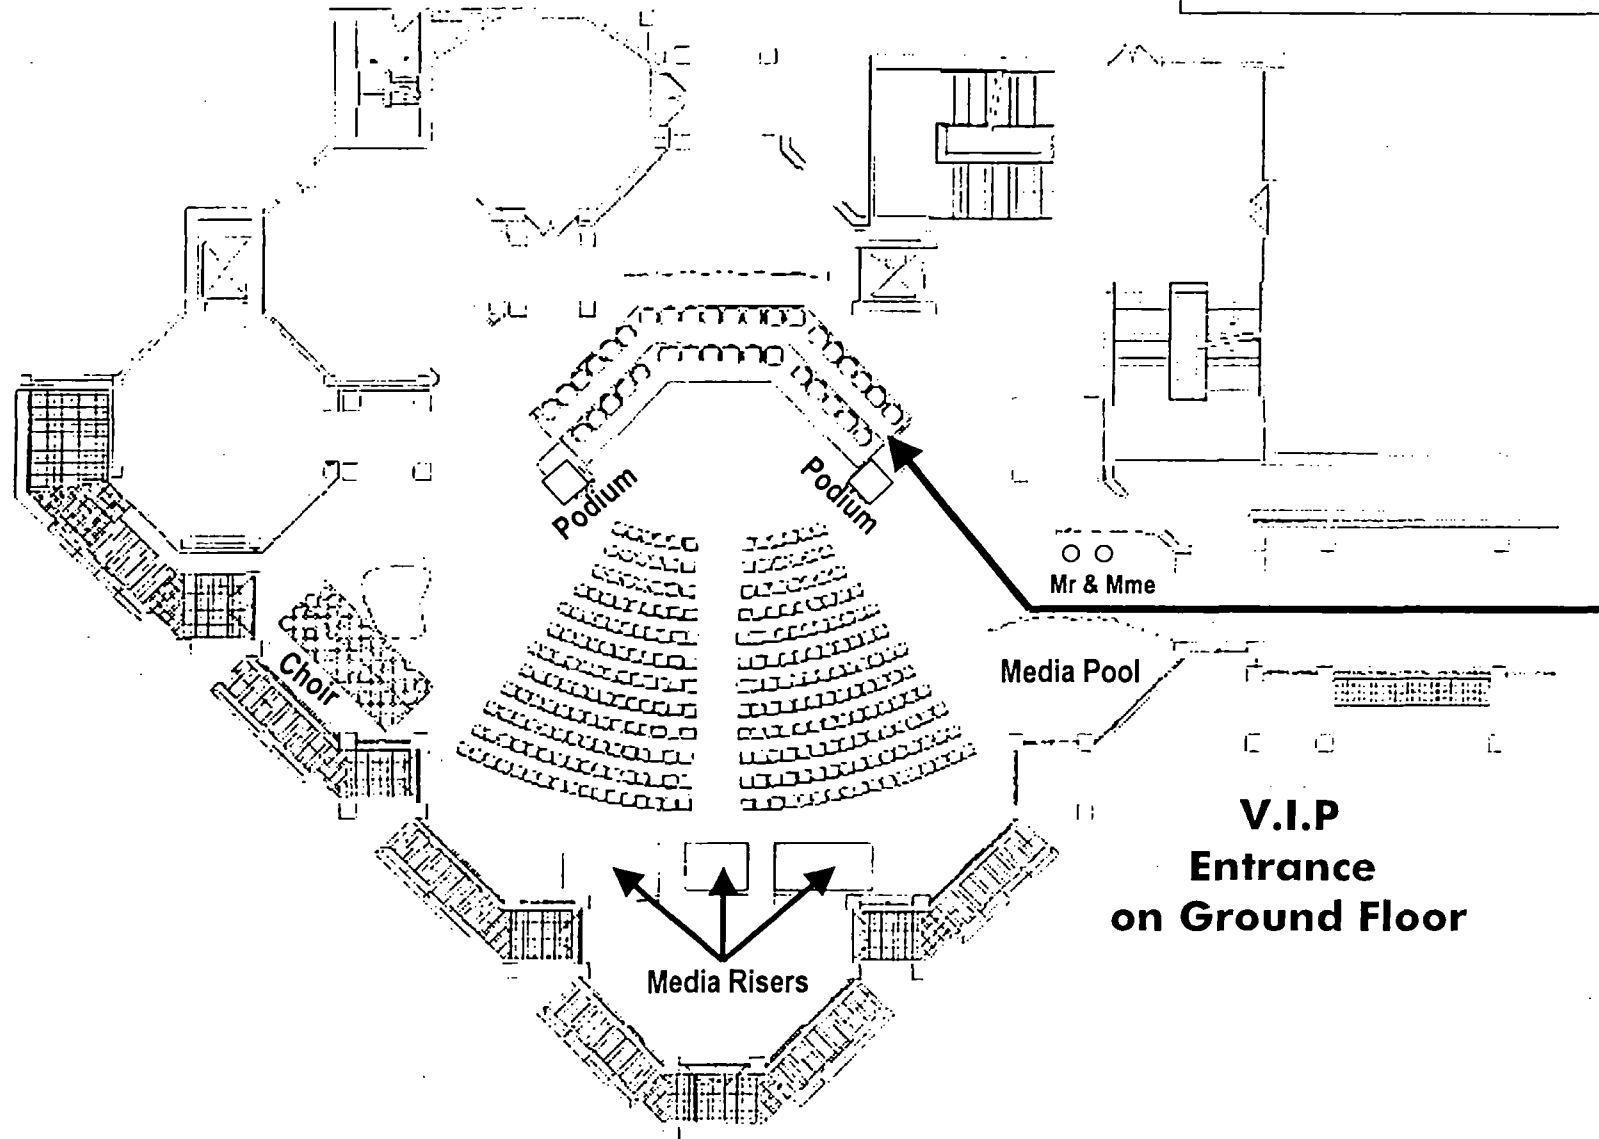 Podium
Podium
Mr & Mme
Choir
Media Pool
V.I.P
Entrance
on Ground Floor
Media Risers